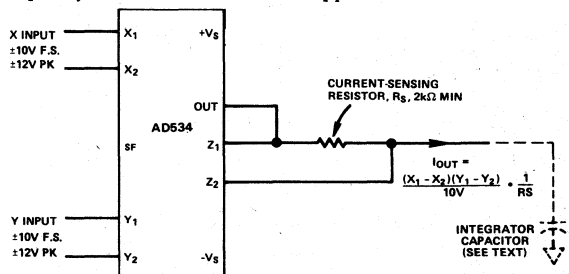 X INPUT
±10V F.S.
±12V PK
X1
X2
+VS
OUT
AD534
SF
Z1
Z2
CURRENT-SENSING
RESISTOR, RS, 2kΩ MIN
IOUT =
(X1 – X2)(Y1 – Y2)
10V
• 1
RS
Y INPUT
±10V F.S.
±12V PK
Y1
Y2
-VS
INTEGRATOR
CAPACITOR
(SEE TEXT)